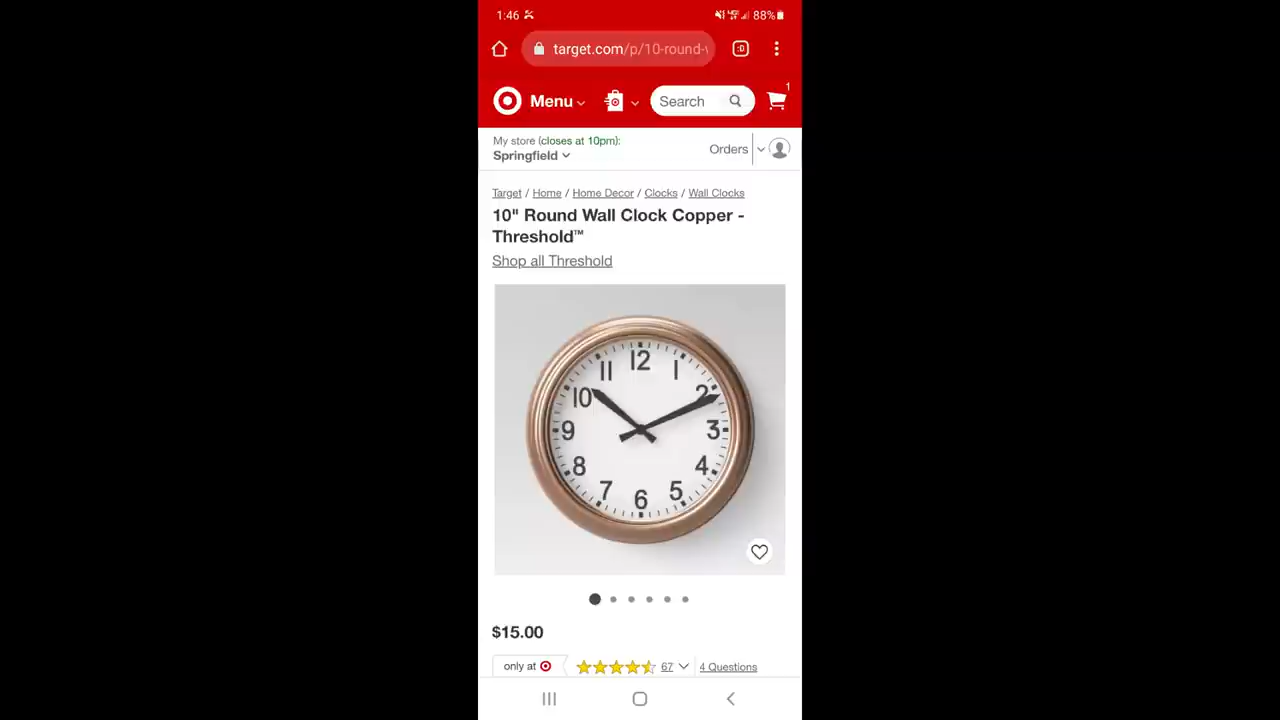 1:46 88%
target.com/p/10-round-
Menu Search 1
My store (closes at 10pm):
Springfield Orders
Target / Home / Home Decor / Clocks / Wall Clocks
10" Round Wall Clock Copper -
Threshold™
Shop all Threshold
12
11 1
10 2
9 3
8 4
7 5
6
$15.00
only at 67 4 Questions